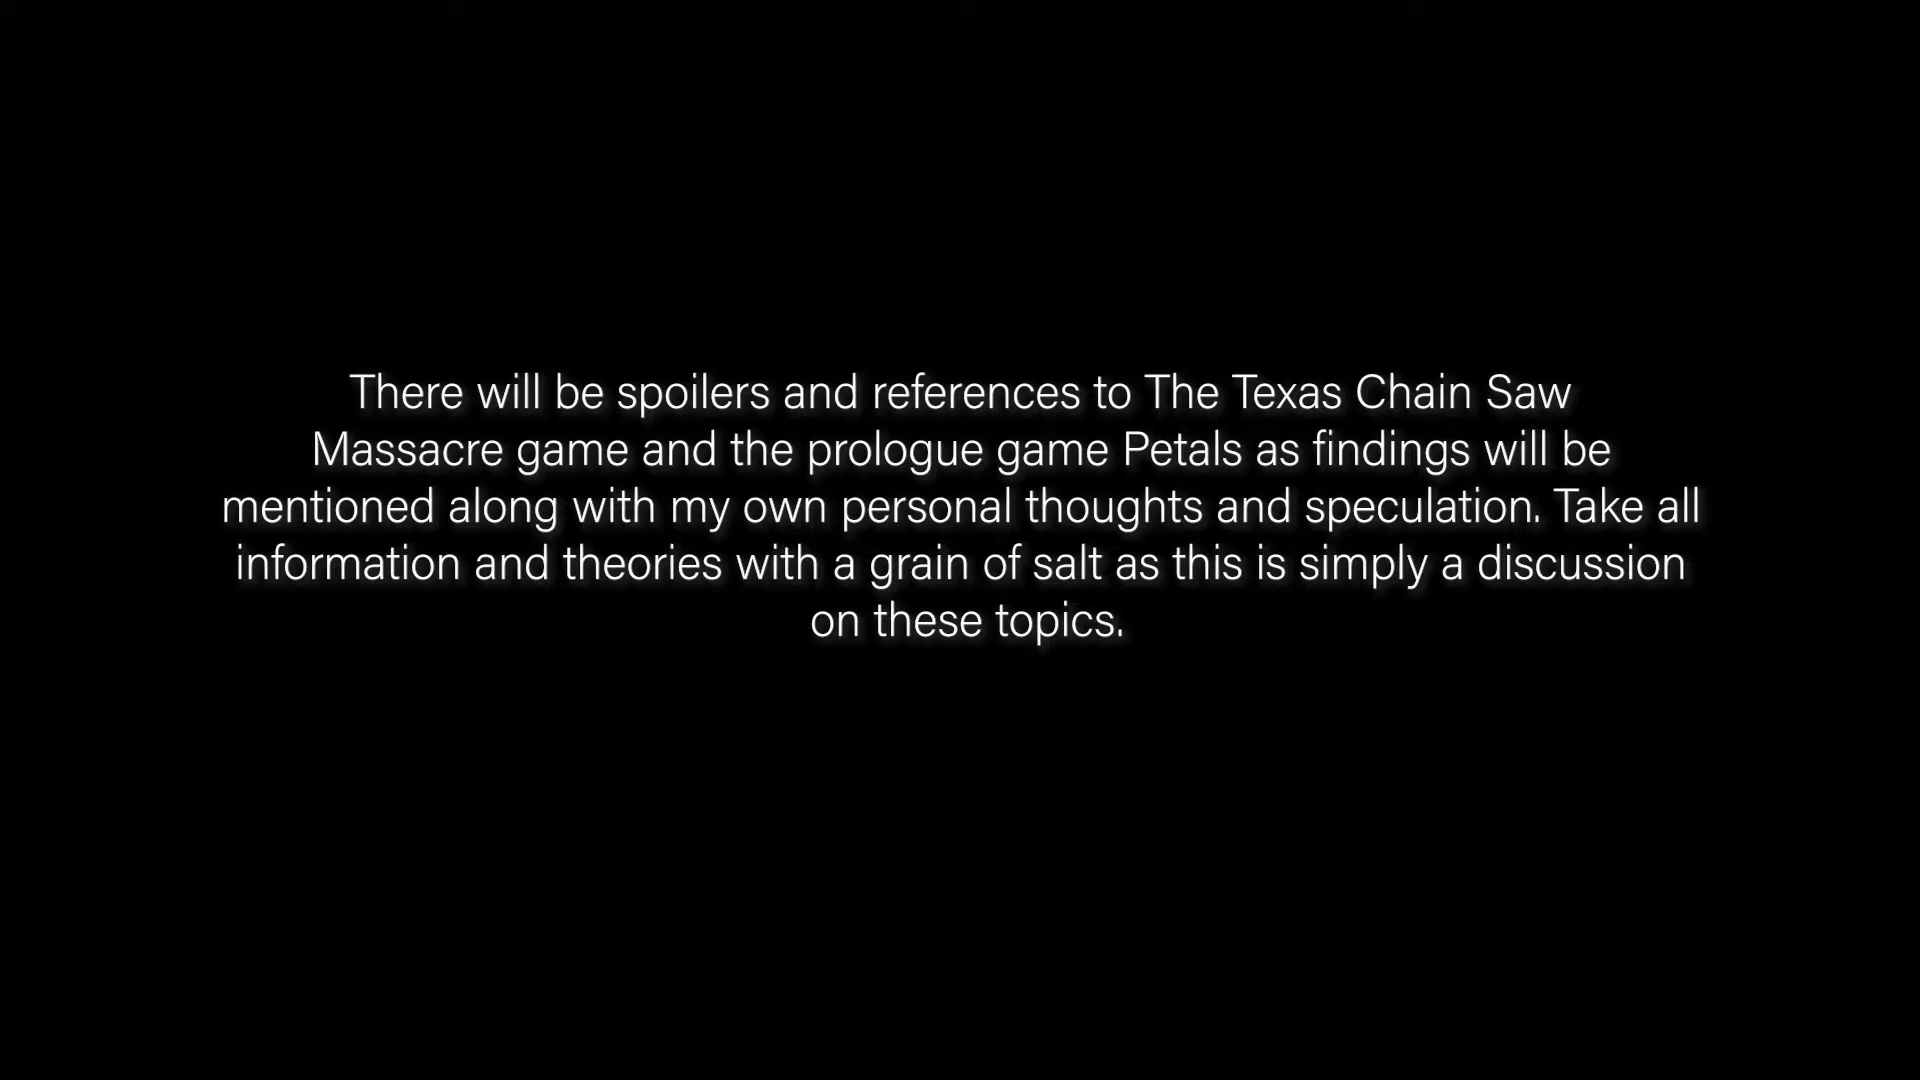 There will be spoilers and references to The Texas Chain Saw
Massacre game and the prologue game Petals as findings will be
mentioned along with my own personal thoughts and speculation. Take all
information and theories with a grain of salt as this is simply a discussion
on these topics.